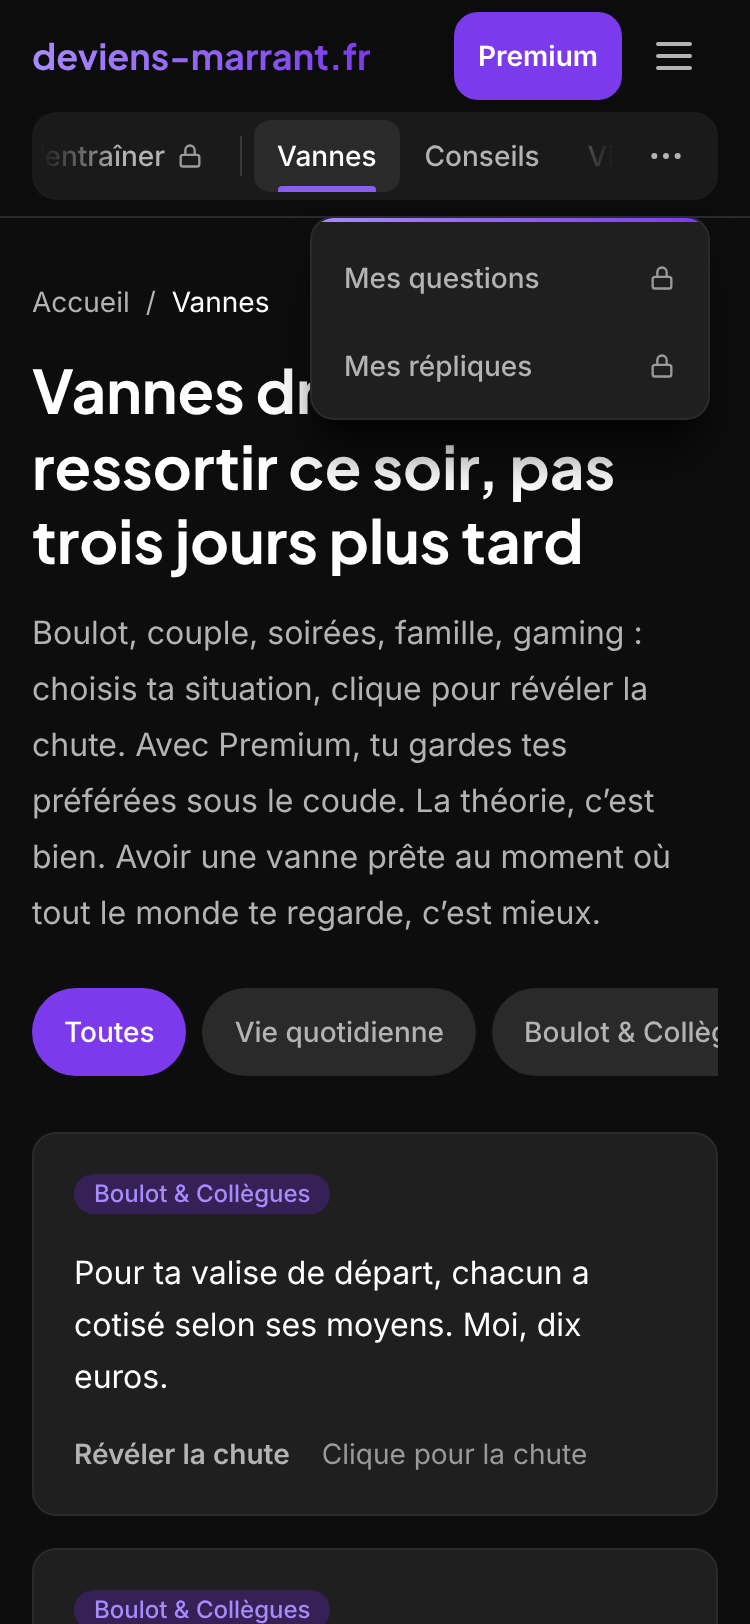 deviens-marrant.fr
Premium
entraîner
Vannes
Conseils
Mes questions
Mes répliques
Accueil / Vannes
Vannes
ressortir ce soir, pas
trois jours plus tard
Boulot, couple, soirées, famille, gaming :
choisis ta situation, clique pour révéler la
chute. Avec Premium, tu gardes tes
préférées sous le coude. La théorie, c’est
bien. Avoir une vanne prête au moment où
tout le monde te regarde, c’est mieux.
Toutes
Vie quotidienne
Boulot &
Boulot & Collègues
Pour ta valise de départ, chacun a
cotisé selon ses moyens. Moi, dix
euros.
Révéler la chute
Clique pour la chute
Boulot & Collègues